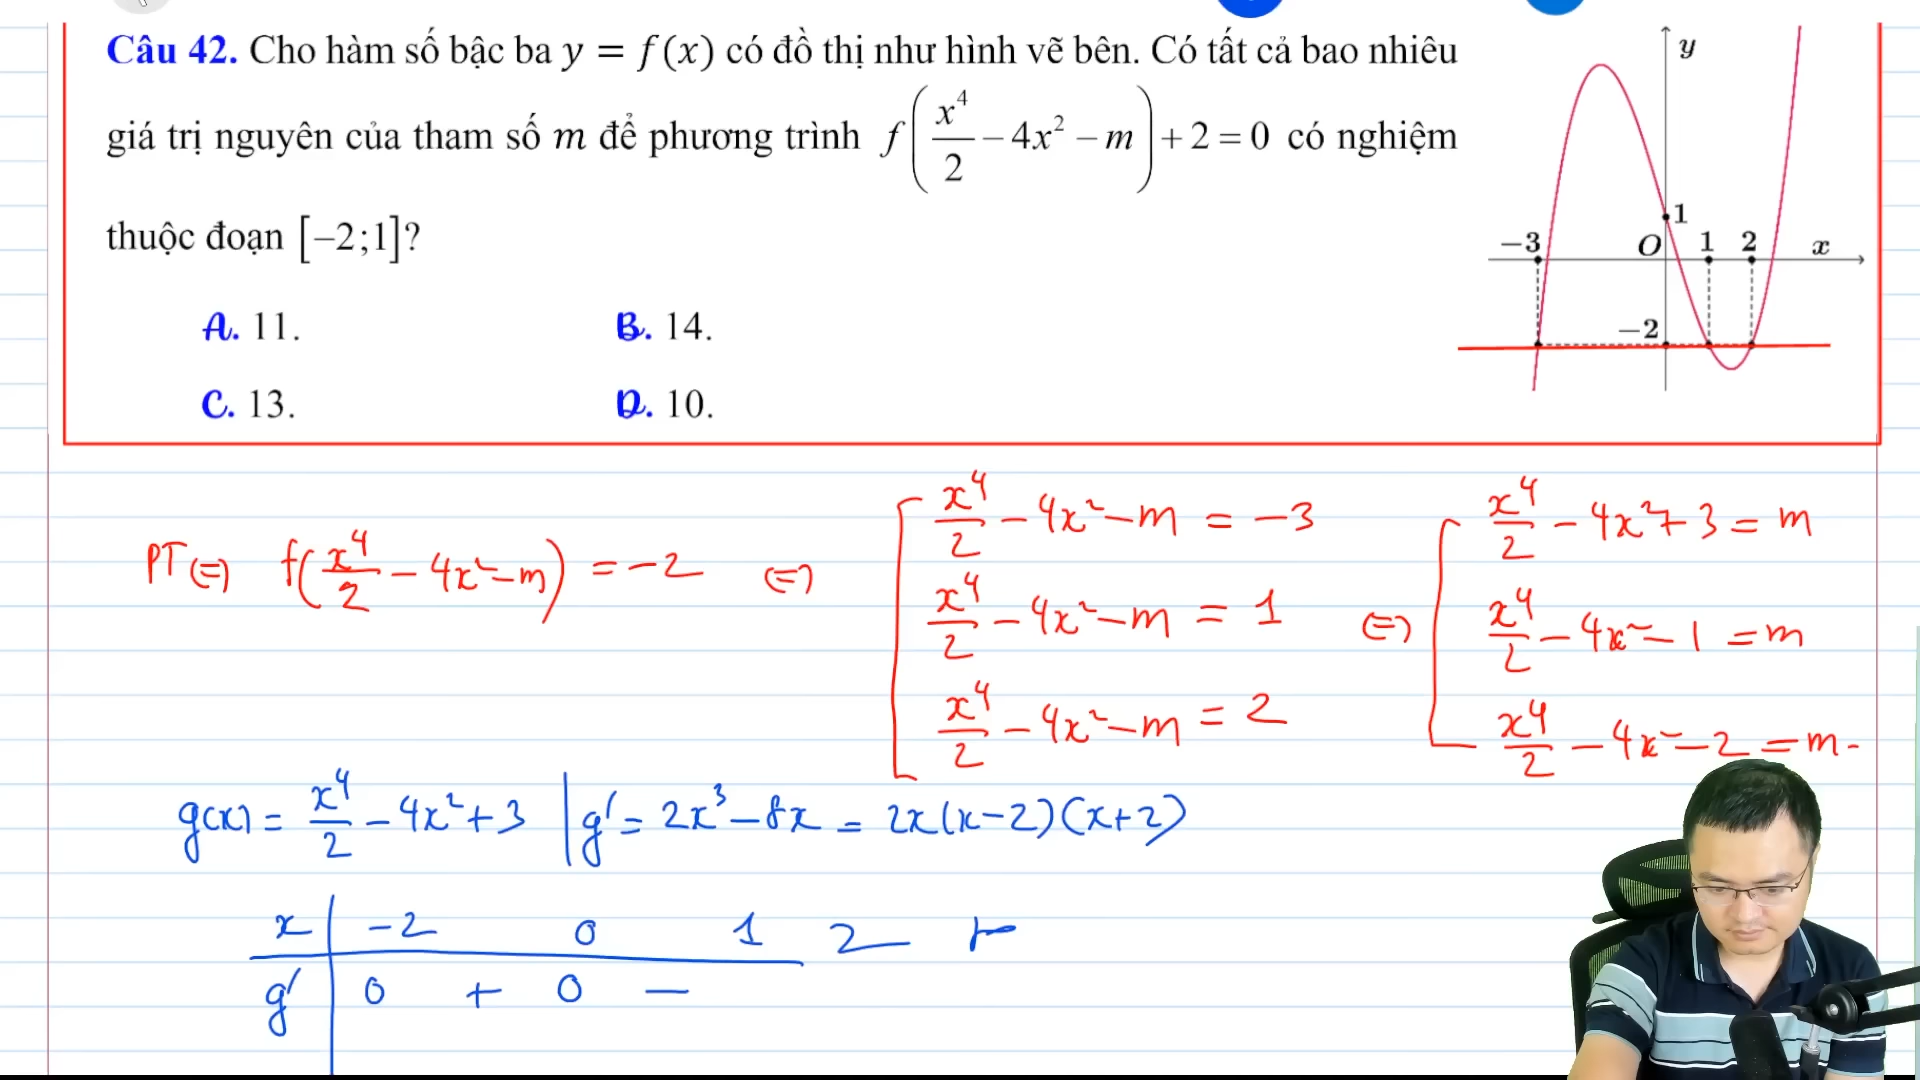 Câu 42. Cho hàm số bậc ba y = f(x) có đồ thị như hình vẽ bên. Có tất cả bao nhiêu
giá trị nguyên của tham số m để phương trình f(x⁴/2 − 4x² − m) + 2 = 0 có nghiệm
thuộc đoạn [−2;1]?
A. 11.
B. 14.
C. 13.
D. 10.
y
1
−3
O
1
2
x
−2
PT ⇔ f(x⁴/2 − 4x² − m) = −2 ⇔
x⁴/2 − 4x² − m = −3
x⁴/2 − 4x² − m = 1
x⁴/2 − 4x² − m = 2
⇔
x⁴/2 − 4x² + 3 = m
x⁴/2 − 4x² − 1 = m
x⁴/2 − 4x² − 2 = m.
g(x) = x⁴/2 − 4x² + 3 | g' = 2x³ − 8x = 2x(x−2)(x+2)
x | −2 0 1 2
g' | 0 + 0 −